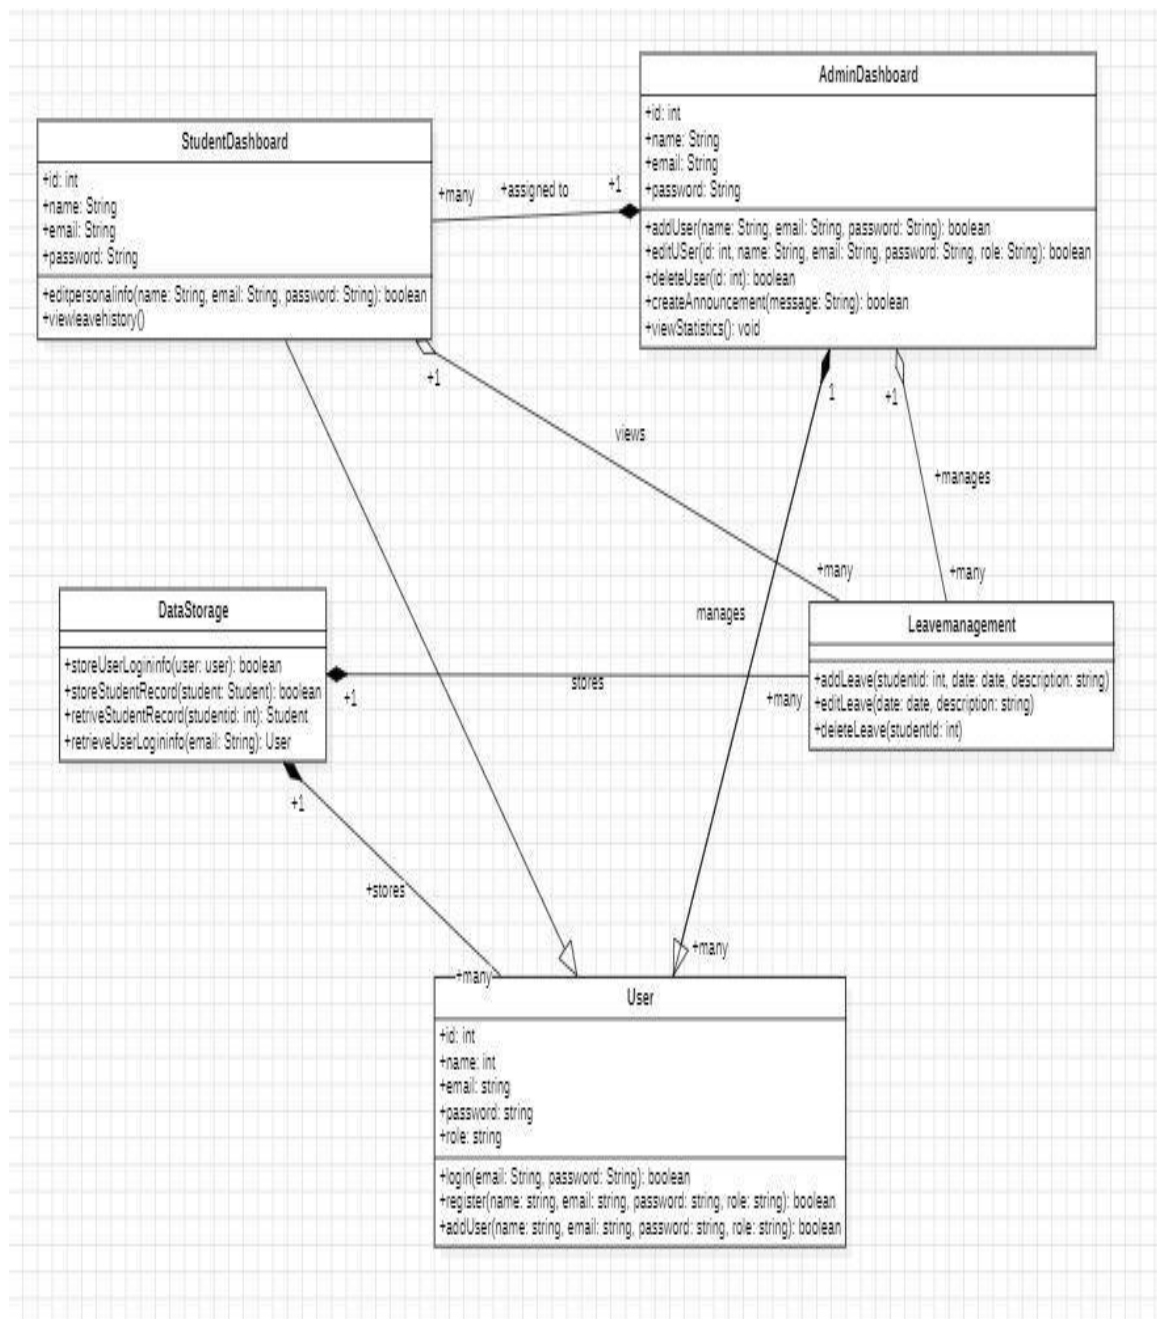 AdminDashboard
+id: int
+name: String
+email: String
+password: String
+addUser(name: String, email: String, password: String): boolean
+editUSer(id: int, name: String, email: String, password: String, role: String): boolean
+deleteUser(id: int): boolean
+createAnnouncement(message: String): boolean
+viewStatistics(): void
StudentDashboard
+id: int
+name: String
+email: String
+password: String
+editpersonalinfo(name: String, email: String, password: String): boolean
+viewleavehistory()
+many
+assigned to
+1
+1
1
+1
views
+manages
+many
+many
manages
DataStorage
+storeUserLogininfo(user: user): boolean
+storeStudentRecord(student: Student): boolean
+retriveStudentRecord(studentid: int): Student
+retrieveUserLogininfo(email: String): User
Leavemanagement
+addLeave(studentid: int, date: date, description: string)
+editLeave(date: date, description: string)
+deleteLeave(studentId: int)
+1
stores
+many
+1
+stores
+many
+many
User
+id: int
+name: int
+email: string
+password: string
+role: string
+login(email: String, password: String): boolean
+register(name: string, email: string, password: string, role: string): boolean
+addUser(name: string, email: string, password: string, role: string): boolean